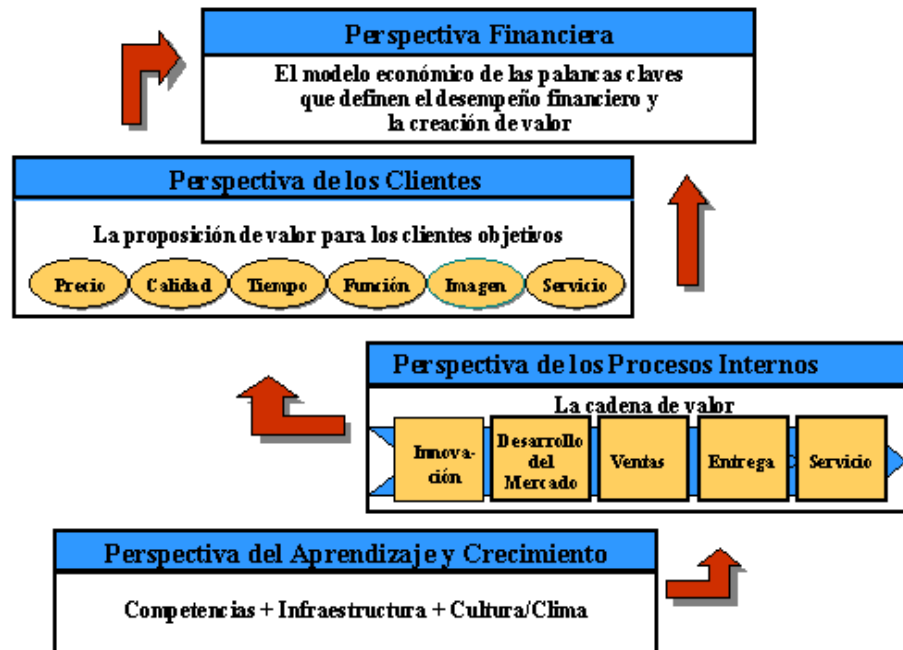 Perspectiva Financiera
El modelo económico de las palancas claves
que definen el desempeño financiero y
la creación de valor
Perspectiva de los Clientes
La proposición de valor para los clientes objetivos
Precio Calidad Tiempo Función Imagen Servicio
Perspectiva de los Procesos Internos
La cadena de valor
Innova-
ción
Desarrollo
del
Mercado
Ventas
Entrega
Servicio
Perspectiva del Aprendizaje y Crecimiento
Competencias + Infraestructura + Cultura/Clima